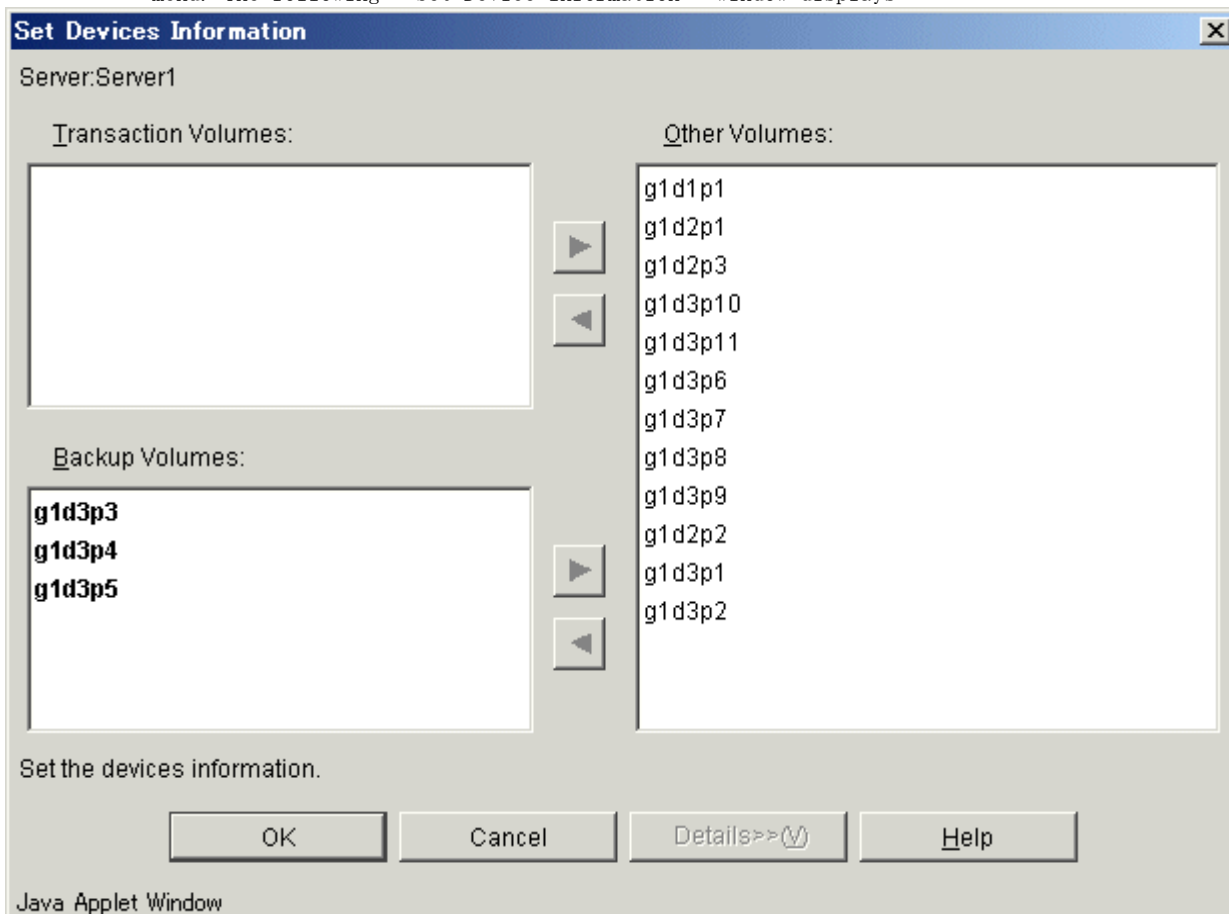 Set Devices Information
Server:Server1
Transaction Volumes:
Other Volumes:
g1d1p1
g1d2p1
g1d2p3
g1d3p10
g1d3p11
g1d3p6
g1d3p7
g1d3p8
g1d3p9
g1d2p2
g1d3p1
g1d3p2
Backup Volumes:
g1d3p3
g1d3p4
g1d3p5
Set the devices information.
OK
Cancel
Details>>(V)
Help
Java Applet Window